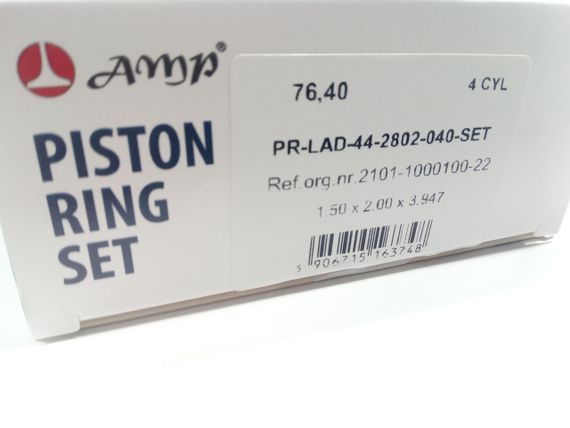 AMP®
PISTON
RING
SET
76,40 4 CYL
PR-LAD-44-2802-040-SET
Ref.org.nr.2101-1000100-22
1.50 x 2.00 x 3.947
5 906715 163748